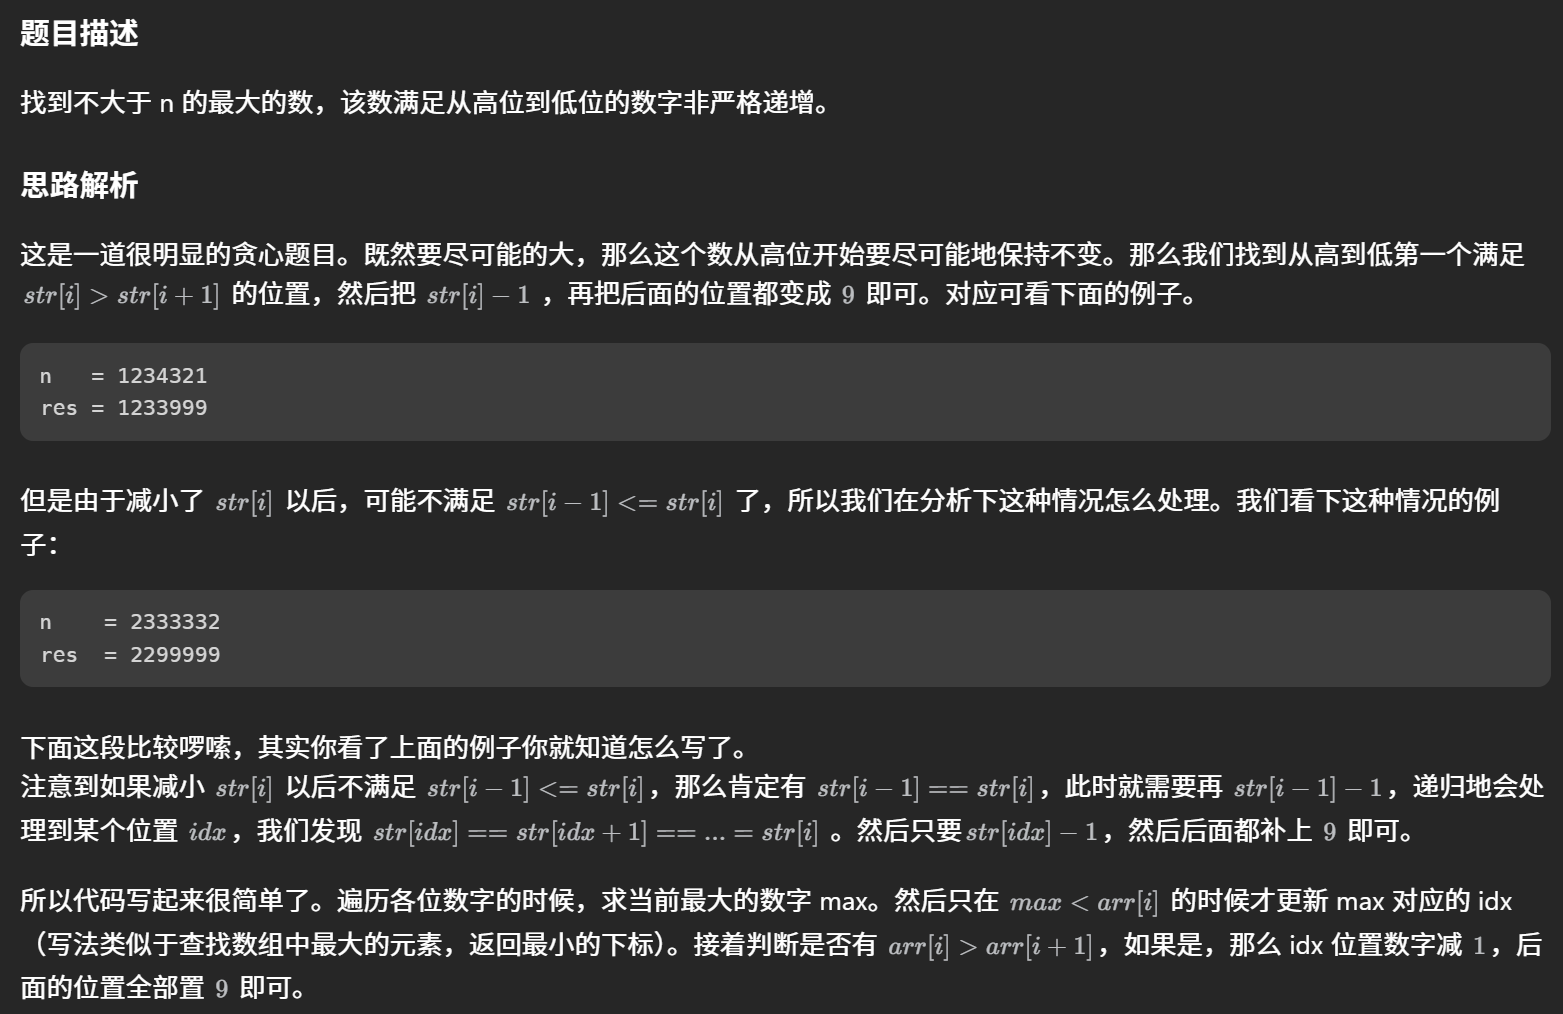 题目描述
找到不大于 n 的最大的数，该数满足从高位到低位的数字非严格递增。
思路解析
这是一道很明显的贪心题目。既然要尽可能的大，那么这个数从高位开始要尽可能地保持不变。那么我们找到从高到低第一个满足
str[i] > str[i + 1] 的位置，然后把 str[i] − 1 ，再把后面的位置都变成 9 即可。对应可看下面的例子。
n   = 1234321
res = 1233999
但是由于减小了 str[i] 以后，可能不满足 str[i − 1] <= str[i] 了，所以我们在分析下这种情况怎么处理。我们看下这种情况的例
子：
n    = 2333332
res  = 2299999
下面这段比较啰嗦，其实你看了上面的例子你就知道怎么写了。
注意到如果减小 str[i] 以后不满足 str[i − 1] <= str[i]，那么肯定有 str[i − 1] == str[i]，此时就需要再 str[i − 1] − 1，递归地会处
理到某个位置 idx，我们发现 str[idx] == str[idx + 1] == ... = str[i] 。然后只要str[idx] − 1，然后后面都补上 9 即可。
所以代码写起来很简单了。遍历各位数字的时候，求当前最大的数字 max。然后只在 max < arr[i] 的时候才更新 max 对应的 idx
（写法类似于查找数组中最大的元素，返回最小的下标）。接着判断是否有 arr[i] > arr[i + 1]，如果是，那么 idx 位置数字减 1，后
面的位置全部置 9 即可。